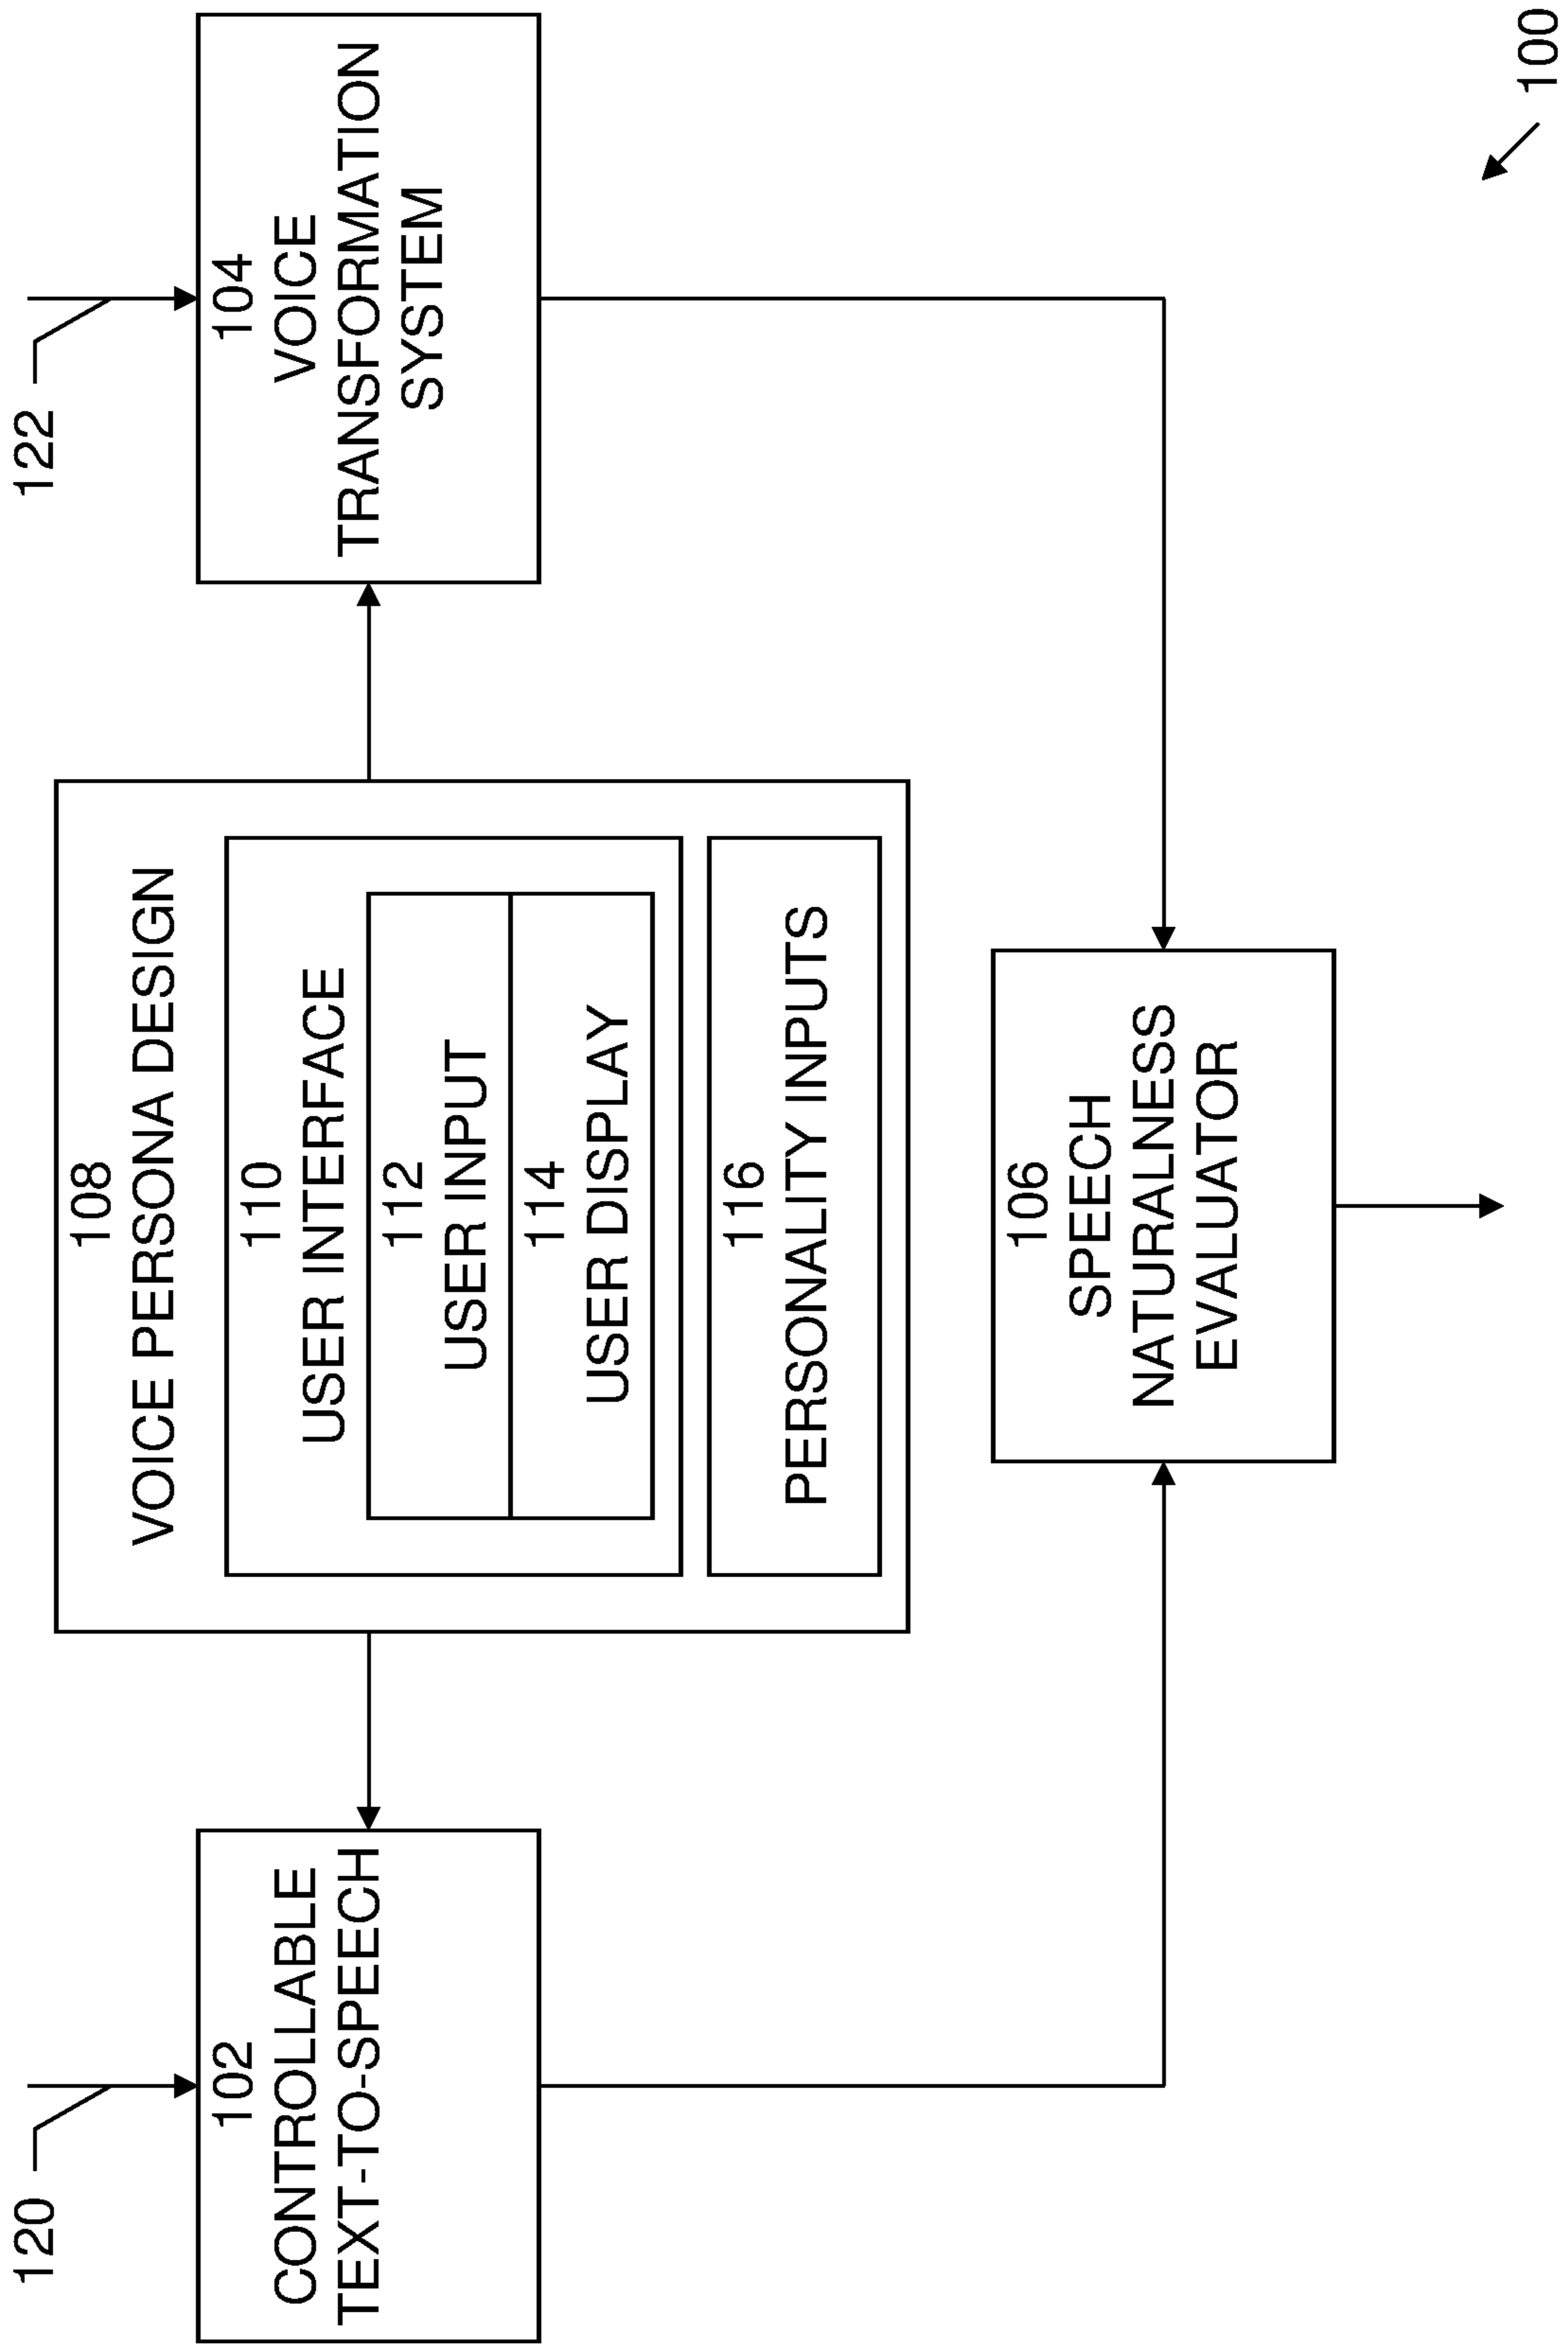 120
122
102
CONTROLLABLE
TEXT-TO-SPEECH
108
VOICE PERSONA DESIGN
110
USER INTERFACE
112
USER INPUT
114
USER DISPLAY
116
PERSONALITY INPUTS
104
VOICE
TRANSFORMATION
SYSTEM
106
SPEECH
NATURALNESS
EVALUATOR
100